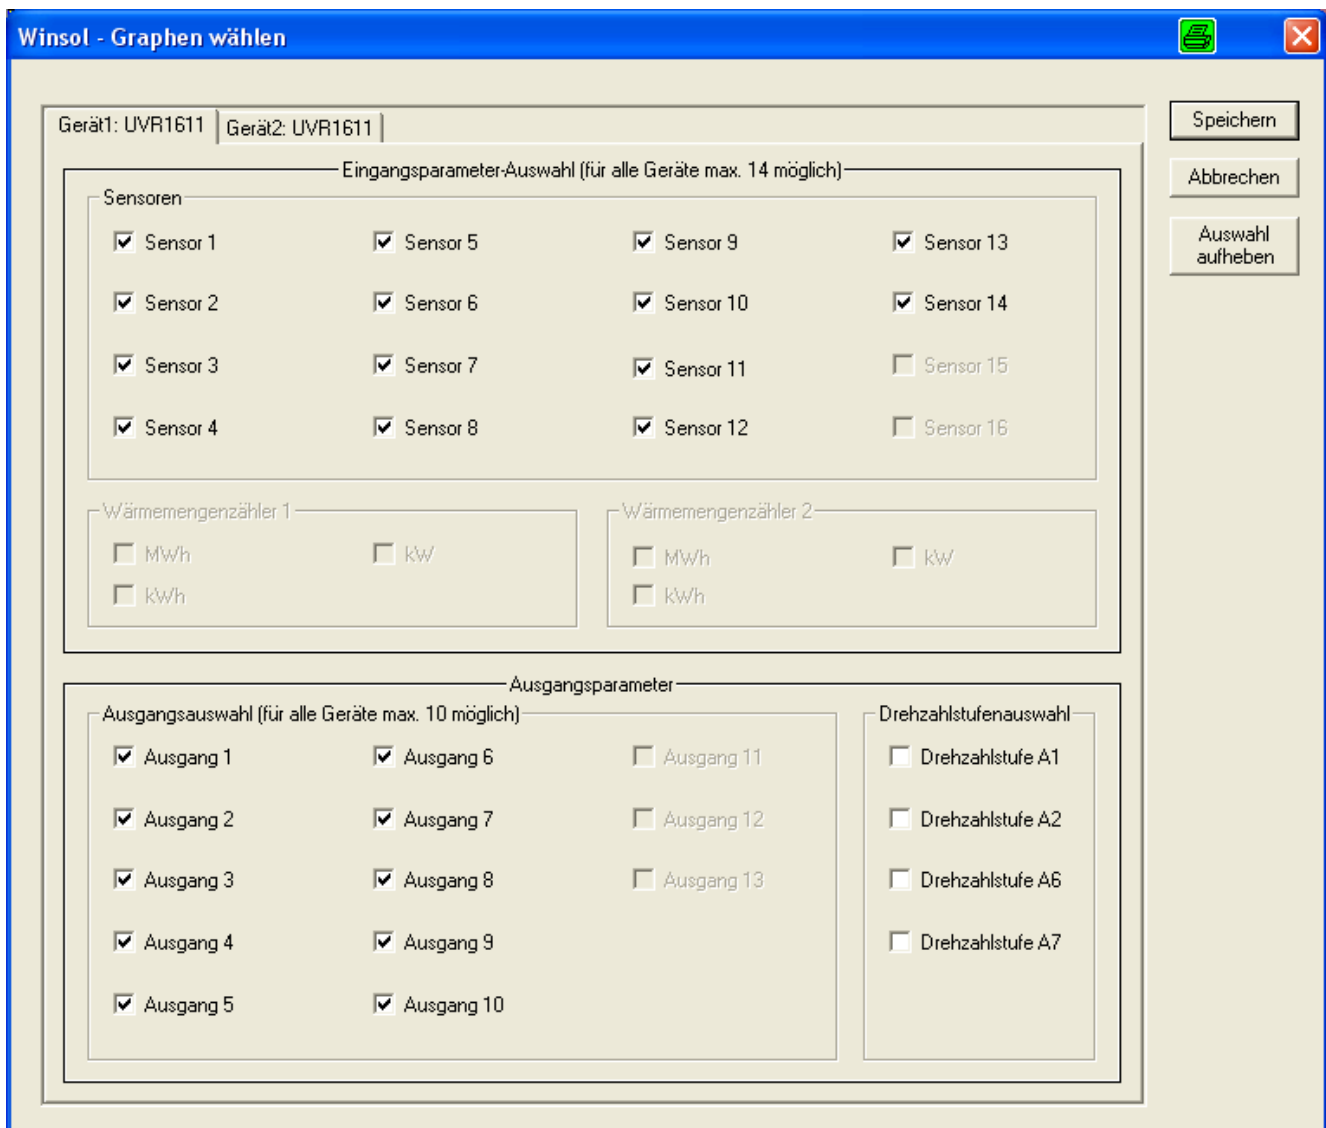 Winsol - Graphen wählen
Gerät1: UVR1611 Gerät2: UVR1611
Speichern
Abbrechen
Auswahl
aufheben
Eingangsparameter-Auswahl (für alle Geräte max. 14 möglich)
Sensoren
Sensor 1 Sensor 5 Sensor 9 Sensor 13
Sensor 2 Sensor 6 Sensor 10 Sensor 14
Sensor 3 Sensor 7 Sensor 11 Sensor 15
Sensor 4 Sensor 8 Sensor 12 Sensor 16
Wärmemengenzähler 1 Wärmemengenzähler 2
MWh kW MWh kW
kWh kWh
Ausgangsparameter
Ausgangsauswahl (für alle Geräte max. 10 möglich) Drehzahlstufenauswahl
Ausgang 1 Ausgang 6 Ausgang 11 Drehzahlstufe A1
Ausgang 2 Ausgang 7 Ausgang 12 Drehzahlstufe A2
Ausgang 3 Ausgang 8 Ausgang 13 Drehzahlstufe A6
Ausgang 4 Ausgang 9 Drehzahlstufe A7
Ausgang 5 Ausgang 10